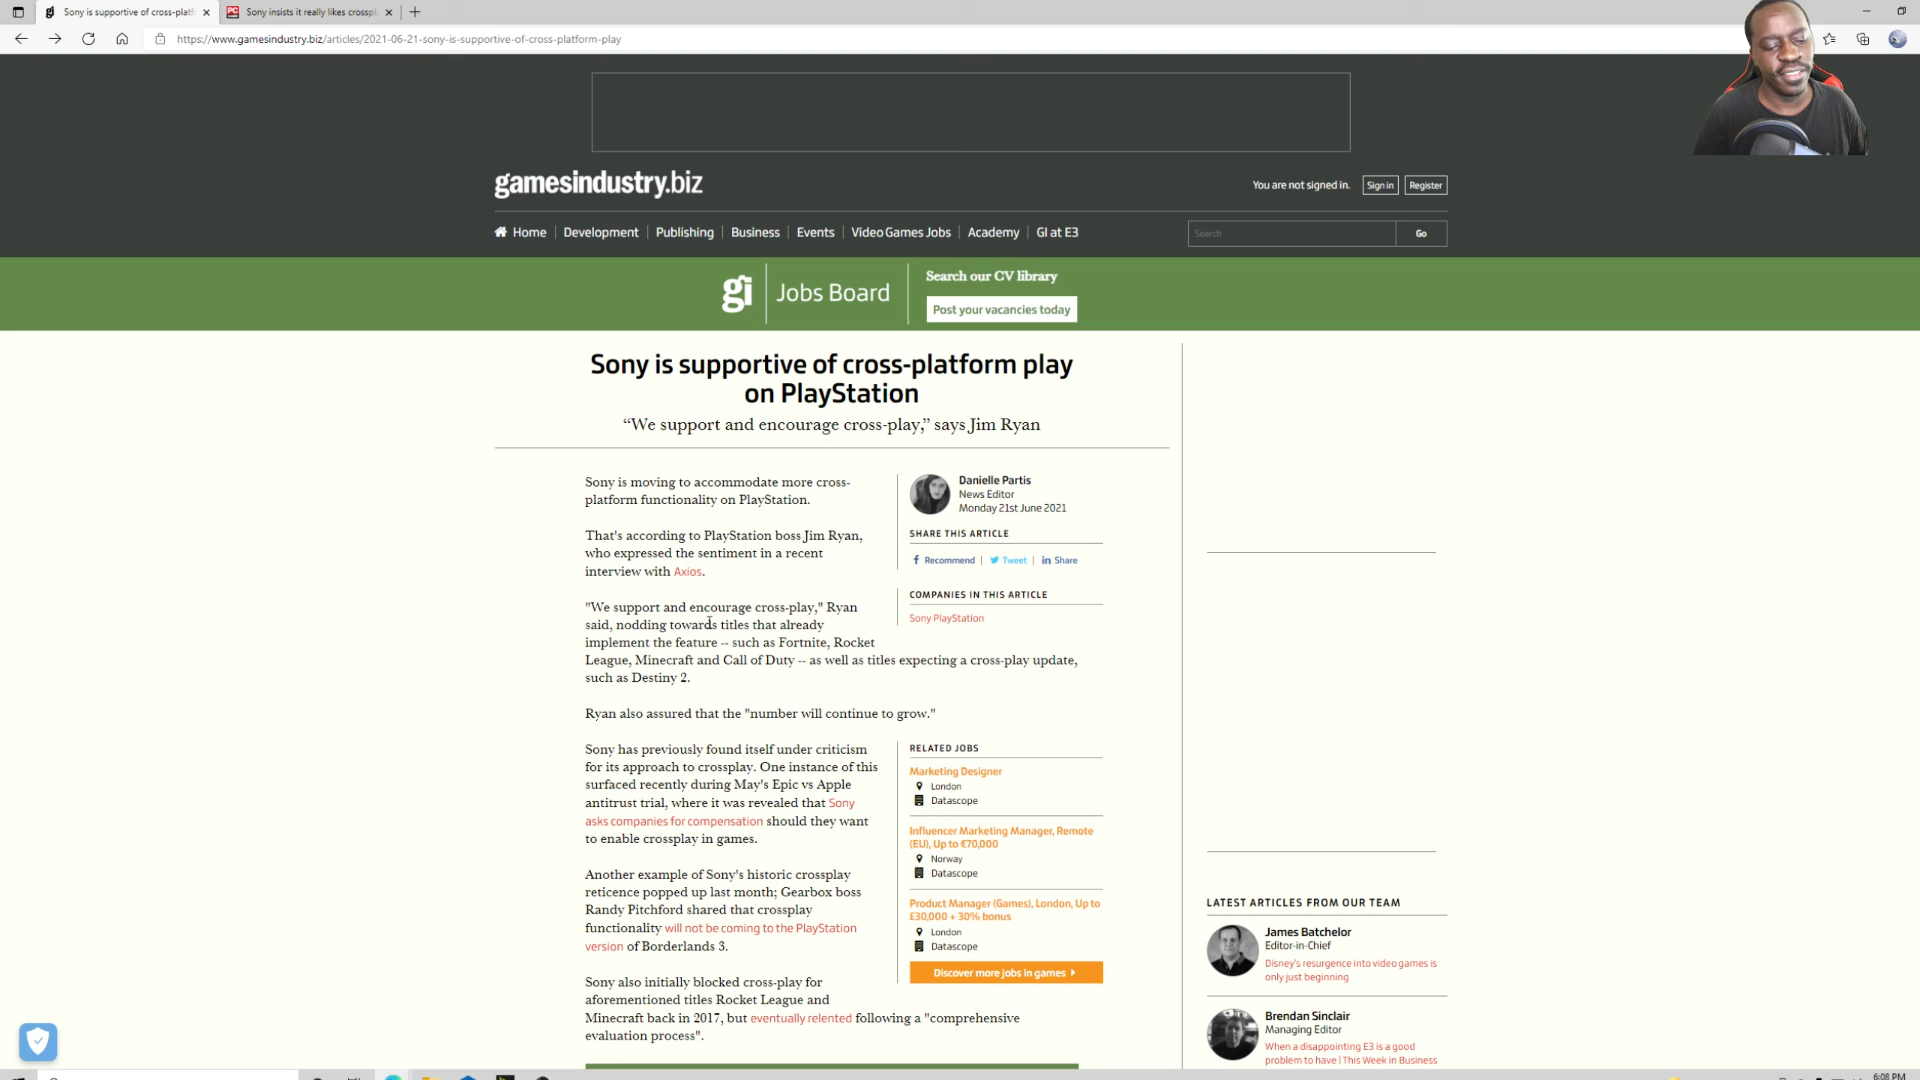 Sony is supportive of cross-platf
Sony insists it really likes crosspl
https://www.gamesindustry.biz/articles/2021-06-21-sony-is-supportive-of-cross-platform-play
gamesindustry.biz
You are not signed in. Sign in Register
Home Development Publishing Business Events Video Games Jobs Academy GI at E3
Search Go
gi Jobs Board
Search our CV library
Post your vacancies today
Sony is supportive of cross-platform play
on PlayStation
“We support and encourage cross-play,” says Jim Ryan
Sony is moving to accommodate more cross-
platform functionality on PlayStation.
That's according to PlayStation boss Jim Ryan,
who expressed the sentiment in a recent
interview with Axios.
"We support and encourage cross-play," Ryan
said, nodding towards titles that already
implement the feature -- such as Fortnite, Rocket
League, Minecraft and Call of Duty -- as well as titles expecting a cross-play update,
such as Destiny 2.
Ryan also assured that the "number will continue to grow."
Sony has previously found itself under criticism
for its approach to crossplay. One instance of this
surfaced recently during May's Epic vs Apple
antitrust trial, where it was revealed that Sony
asks companies for compensation should they want
to enable crossplay in games.
Another example of Sony's historic crossplay
reticence popped up last month; Gearbox boss
Randy Pitchford shared that crossplay
functionality will not be coming to the PlayStation
version of Borderlands 3.
Sony also initially blocked cross-play for
aforementioned titles Rocket League and
Minecraft back in 2017, but eventually relented following a "comprehensive
evaluation process".
Danielle Partis
News Editor
Monday 21st June 2021
SHARE THIS ARTICLE
Recommend Tweet Share
COMPANIES IN THIS ARTICLE
Sony PlayStation
RELATED JOBS
Marketing Designer
London
Datascope
Influencer Marketing Manager, Remote
(EU), Up to €70,000
Norway
Datascope
Product Manager (Games), London, Up to
£30,000 + 30% bonus
London
Datascope
Discover more jobs in games
LATEST ARTICLES FROM OUR TEAM
James Batchelor
Editor-in-Chief
Disney's resurgence into video games is
only just beginning
Brendan Sinclair
Managing Editor
When a disappointing E3 is a good
problem to have | This Week in Business
6:08 PM